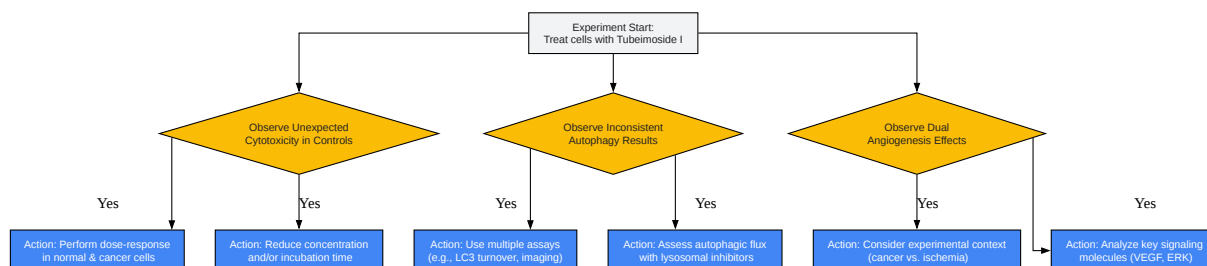 Experiment Start:
Treat cells with Tubeimoside I
Observe Unexpected
Cytotoxicity in Controls
Observe Inconsistent
Autophagy Results
Observe Dual
Angiogenesis Effects
Yes
Yes
Yes
Yes
Yes
Yes
Action: Perform dose-response
in normal & cancer cells
Action: Reduce concentration
and/or incubation time
Action: Use multiple assays
(e.g., LC3 turnover, imaging)
Action: Assess autophagic flux
with lysosomal inhibitors
Action: Consider experimental context
(cancer vs. ischemia)
Action: Analyze key signaling
molecules (VEGF, ERK)